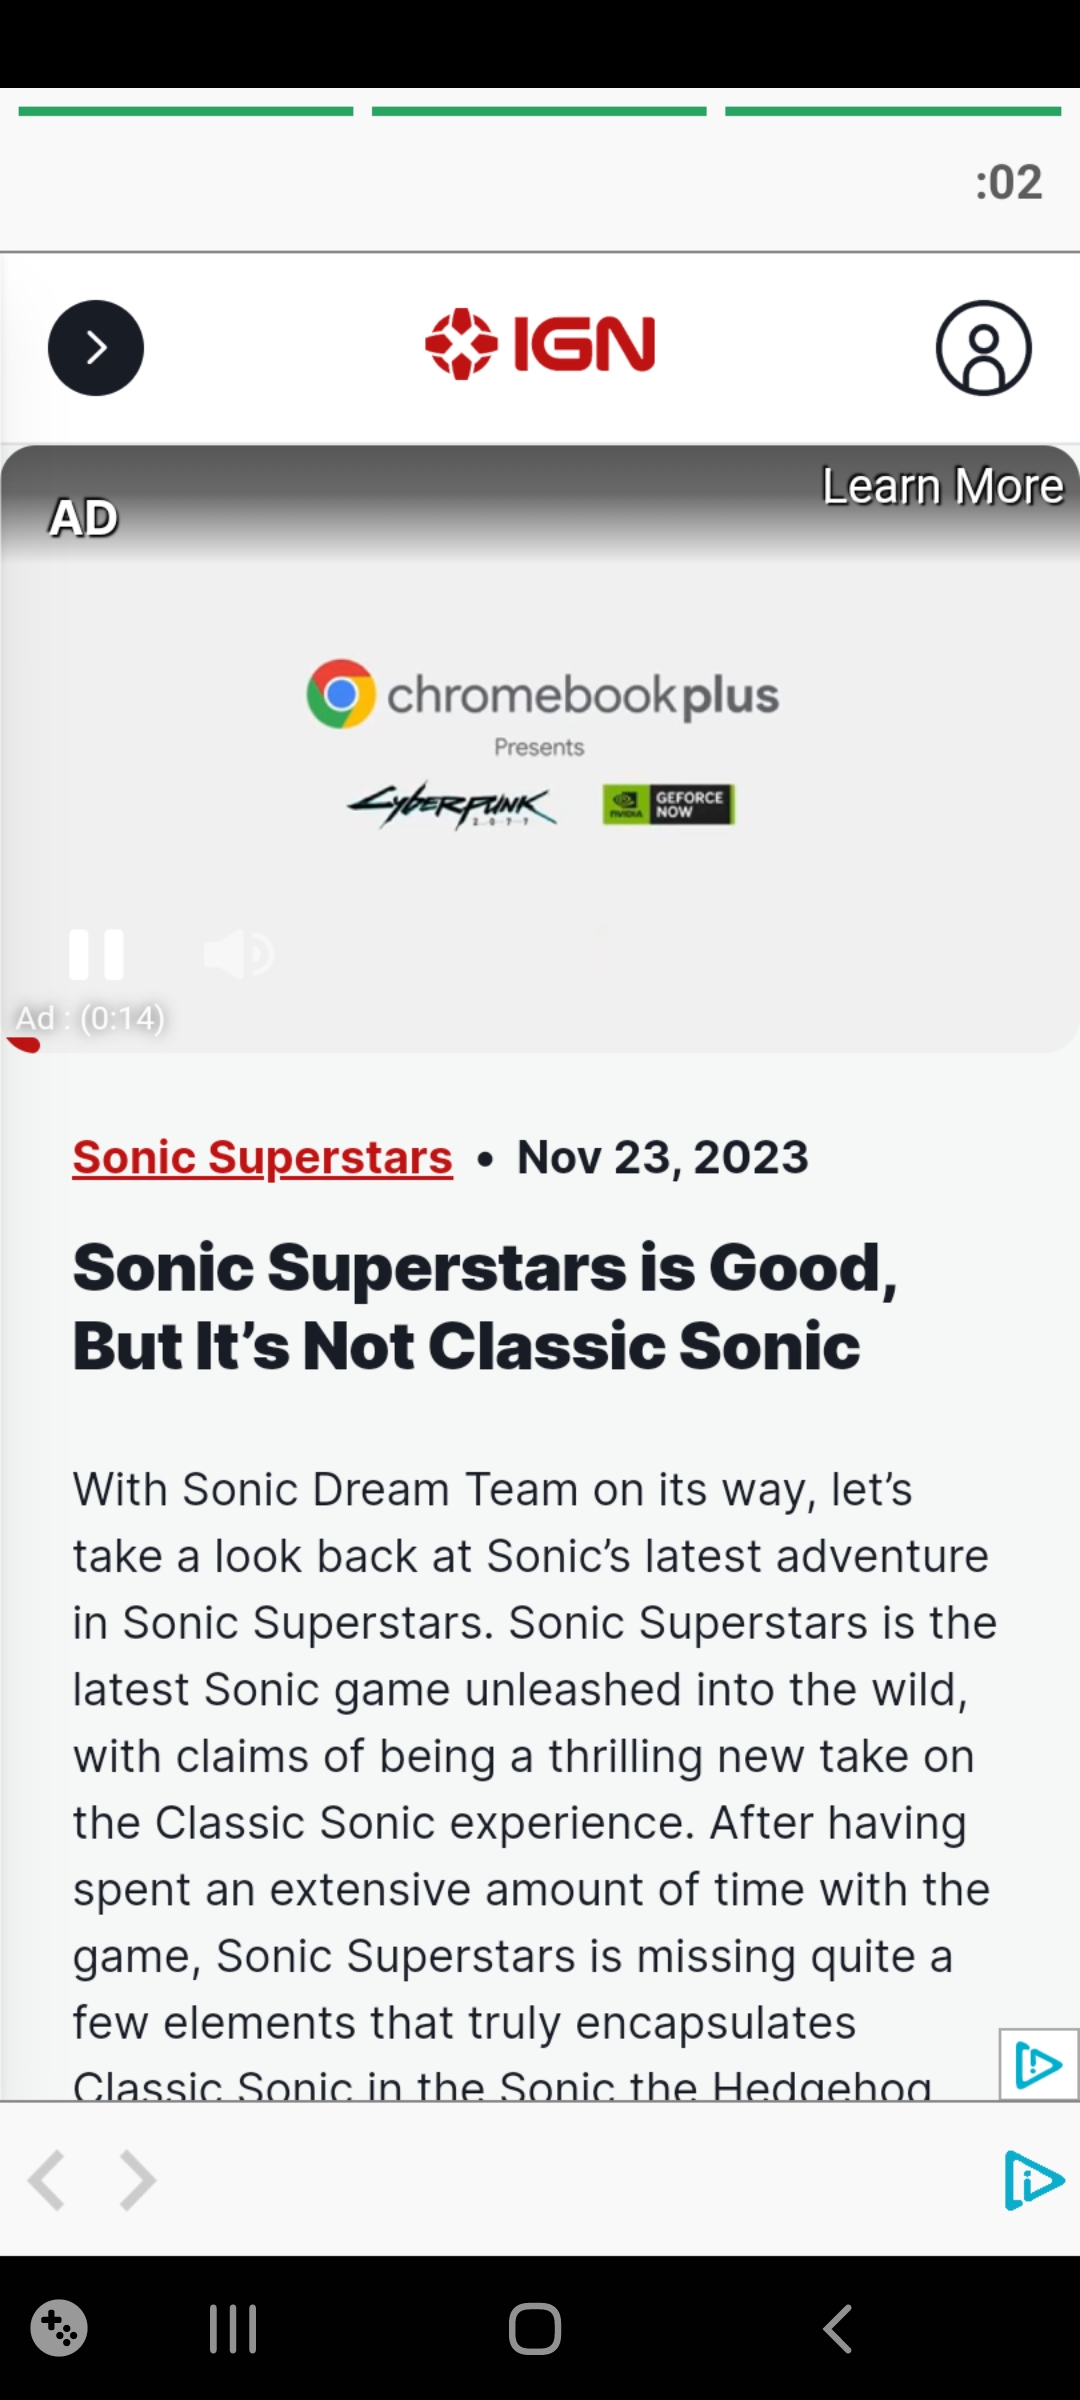 :02
IGN
AD
Learn More
chromebookplus
Presents
CYBERPUNK
2077
NVIDIA
GEFORCE
NOW
Ad : (0:14)
Sonic Superstars • Nov 23, 2023
Sonic Superstars is Good,
But It’s Not Classic Sonic
With Sonic Dream Team on its way, let’s
take a look back at Sonic’s latest adventure
in Sonic Superstars. Sonic Superstars is the
latest Sonic game unleashed into the wild,
with claims of being a thrilling new take on
the Classic Sonic experience. After having
spent an extensive amount of time with the
game, Sonic Superstars is missing quite a
few elements that truly encapsulates
Classic Sonic in the Sonic the Hedgehog